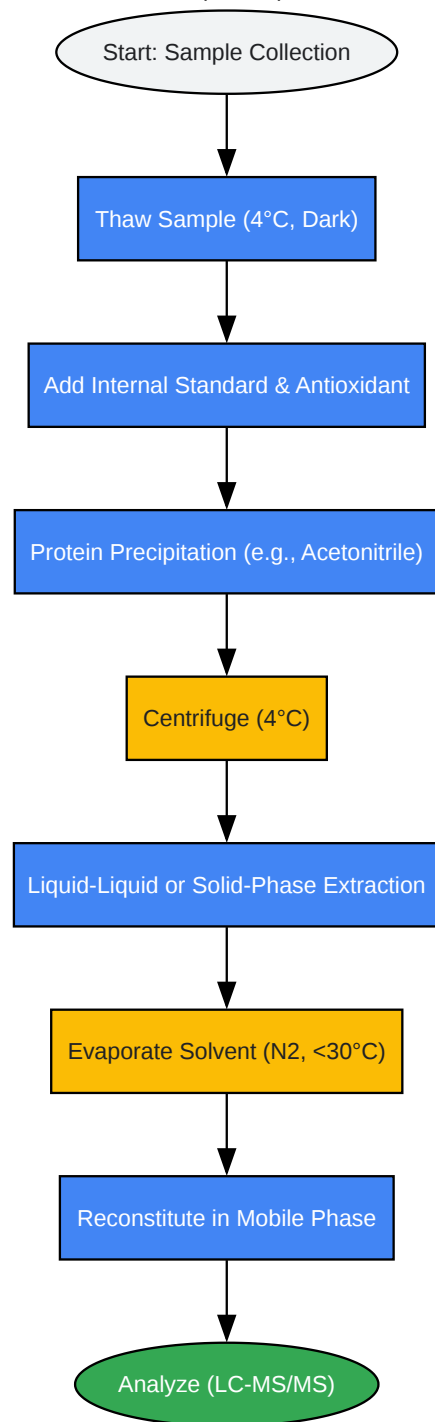 Start: Sample Collection
Thaw Sample (4°C, Dark)
Add Internal Standard & Antioxidant
Protein Precipitation (e.g., Acetonitrile)
Centrifuge (4°C)
Liquid-Liquid or Solid-Phase Extraction
Evaporate Solvent (N2, <30°C)
Reconstitute in Mobile Phase
Analyze (LC-MS/MS)